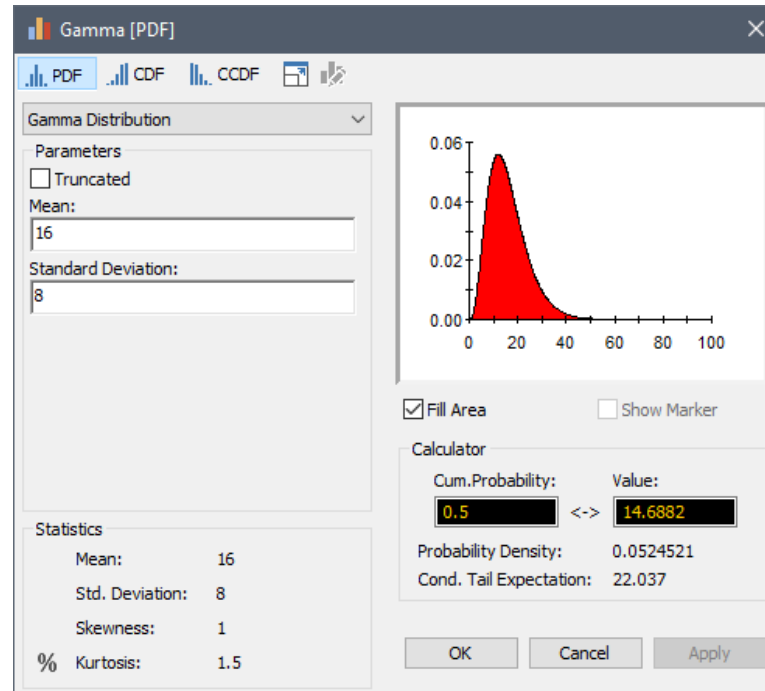 Gamma [PDF]
PDF CDF CCDF
Gamma Distribution
Parameters
Truncated
Mean:
16
Standard Deviation:
8
Statistics
Mean: 16
Std. Deviation: 8
Skewness: 1
% Kurtosis: 1.5
0.06
0.04
0.02
0.00
0 20 40 60 80 100
Fill Area Show Marker
Calculator
Cum.Probability: Value:
0.5 <-> 14.6882
Probability Density: 0.0524521
Cond. Tail Expectation: 22.037
OK Cancel Apply